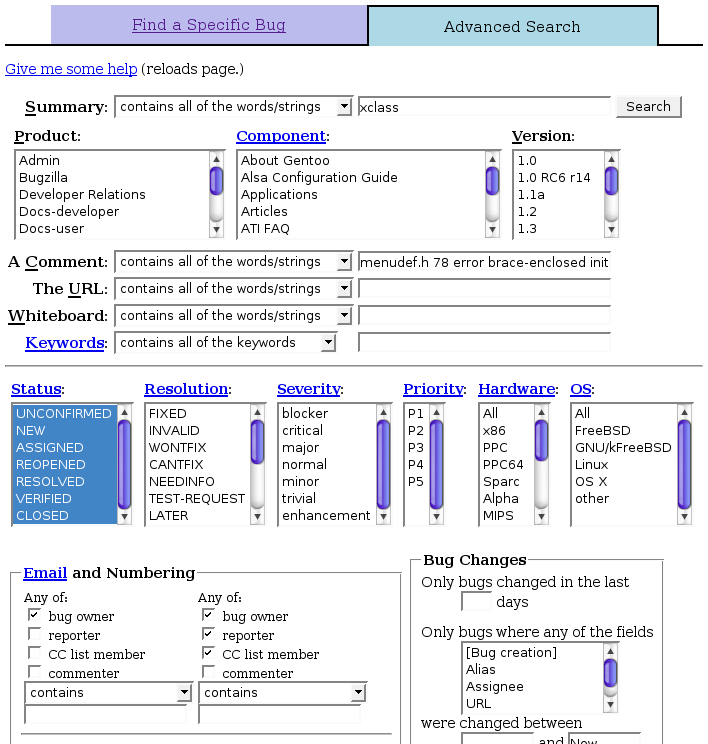 Find a Specific Bug Advanced Search
Give me some help (reloads page.)
Summary: contains all of the words/strings xclass Search
Product: Component: Version:
Admin About Gentoo 1.0
Bugzilla Alsa Configuration Guide 1.0 RC6 r14
Developer Relations Applications 1.1a
Docs-developer Articles 1.2
Docs-user ATI FAQ 1.3
A Comment: contains all of the words/strings menudef.h 78 error brace-enclosed init
The URL: contains all of the words/strings
Whiteboard: contains all of the words/strings
Keywords: contains all of the keywords
Status: Resolution: Severity: Priority: Hardware: OS:
UNCONFIRMED FIXED blocker P1 All All
NEW INVALID critical P2 x86 FreeBSD
ASSIGNED WONTFIX major P3 PPC GNU/kFreeBSD
REOPENED CANTFIX normal P4 PPC64 Linux
RESOLVED NEEDINFO minor P5 Sparc OS X
VERIFIED TEST-REQUEST trivial Alpha other
CLOSED LATER enhancement MIPS
Email and Numbering
Any of: Any of:
bug owner bug owner
reporter reporter
CC list member CC list member
commenter commenter
contains contains
Bug Changes
Only bugs changed in the last
days
Only bugs where any of the fields
[Bug creation]
Alias
Assignee
URL
were changed between
and Now